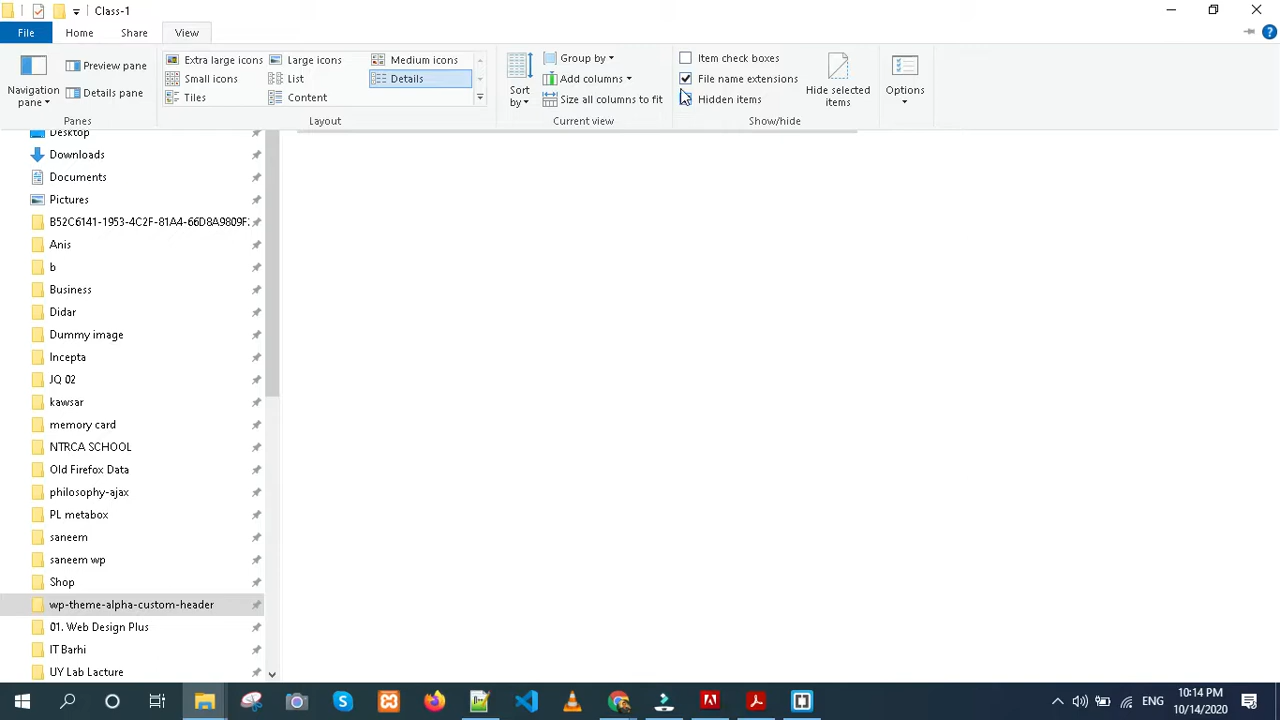 Class-1
File Home Share View
Navigation pane
Preview pane
Details pane
Panes
Extra large icons Large icons Medium icons
Small icons List Details
Tiles Content
Layout
Sort by
Group by
Add columns
Size all columns to fit
Current view
Item check boxes
File name extensions
Hidden items
Hide selected items
Show/hide
Options
Desktop
Downloads
Documents
Pictures
B52C6141-1953-4C2F-81A4-66D8A9809F
Anis
b
Business
Didar
Dummy image
Incepta
JQ 02
kawsar
memory card
NTRCA SCHOOL
Old Firefox Data
philosophy-ajax
PL metabox
saneem
saneem wp
Shop
wp-theme-alpha-custom-header
01. Web Design Plus
IT Barhi
UY Lab Lacture
ENG
10:14 PM
10/14/2020